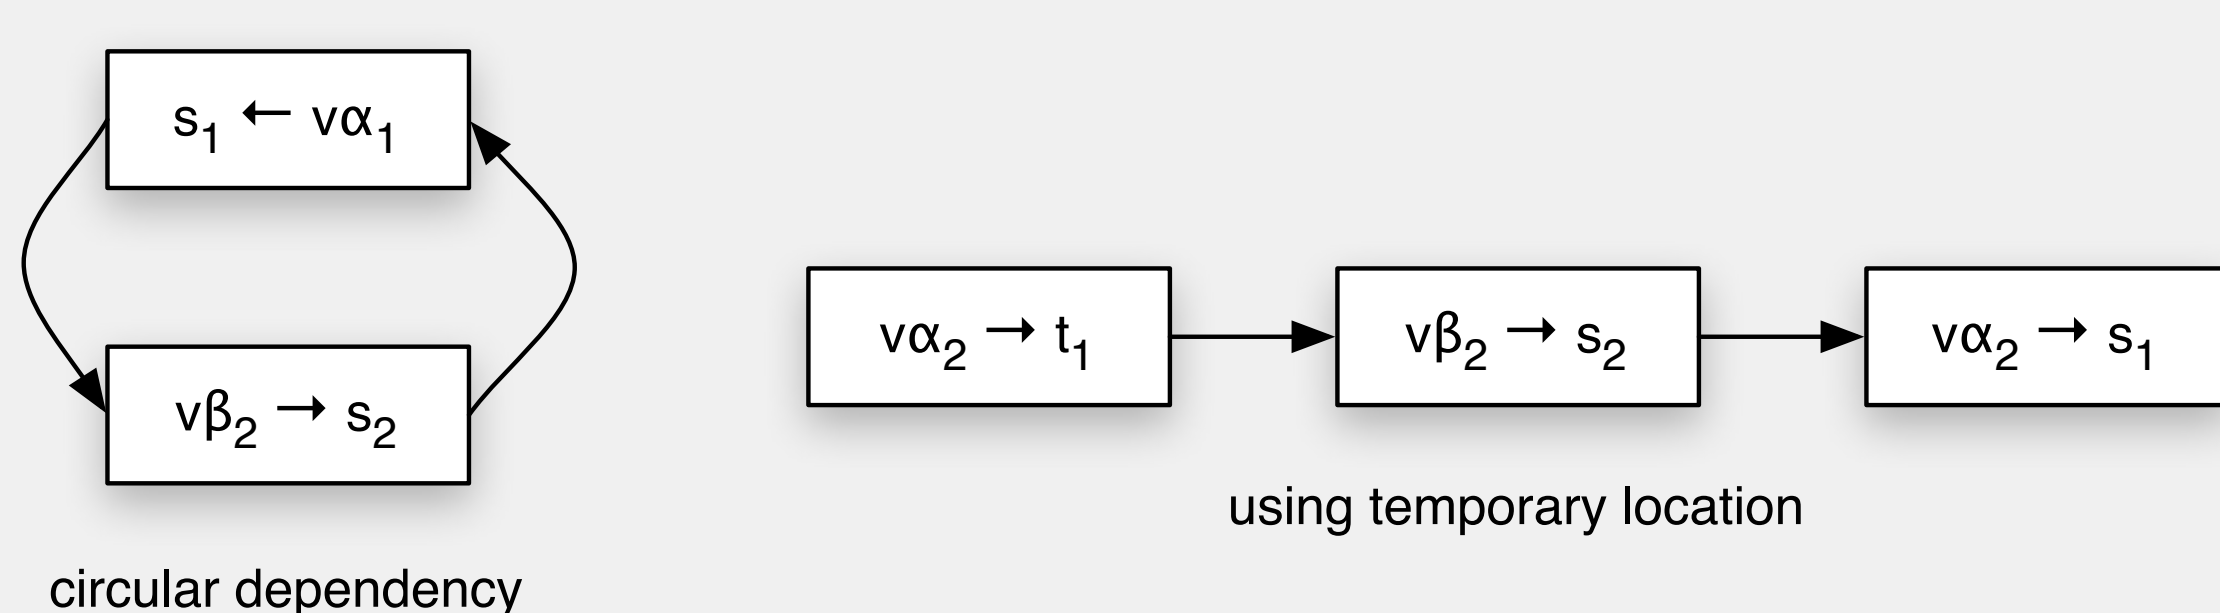 s₁ ← vα₁
vβ₂ → s₂
circular dependency
vα₂ → t₁
vβ₂ → s₂
vα₂ → s₁
using temporary location